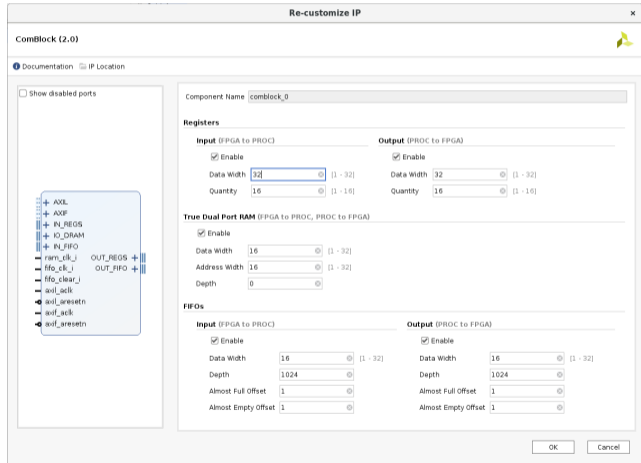 Re-customize IP
ComBlock (2.0)
Documentation IP Location
Show disabled ports
AXIL
AXIF
IN_REGS
IO_DRAM
IN_FIFO
ram_clk_i OUT_REGS
fifo_clk_i OUT_FIFO
fifo_clear_i
axil_aclk
axil_aresetn
axif_aclk
axif_aresetn
Component Name comblock_0
Registers
Input (FPGA to PROC) Output (PROC to FPGA)
Enable Enable
Data Width 32 [1 - 32] Data Width 32 [1 - 32]
Quantity 16 [1 - 16] Quantity 16 [1 - 16]
True Dual Port RAM (FPGA to PROC, PROC to FPGA)
Enable
Data Width 16 [1 - 32]
Address Width 16 [1 - 32]
Depth 0
FIFOs
Input (FPGA to PROC) Output (PROC to FPGA)
Enable Enable
Data Width 16 [1 - 32] Data Width 16 [1 - 32]
Depth 1024 Depth 1024
Almost Full Offset 1 Almost Full Offset 1
Almost Empty Offset 1 Almost Empty Offset 1
OK Cancel